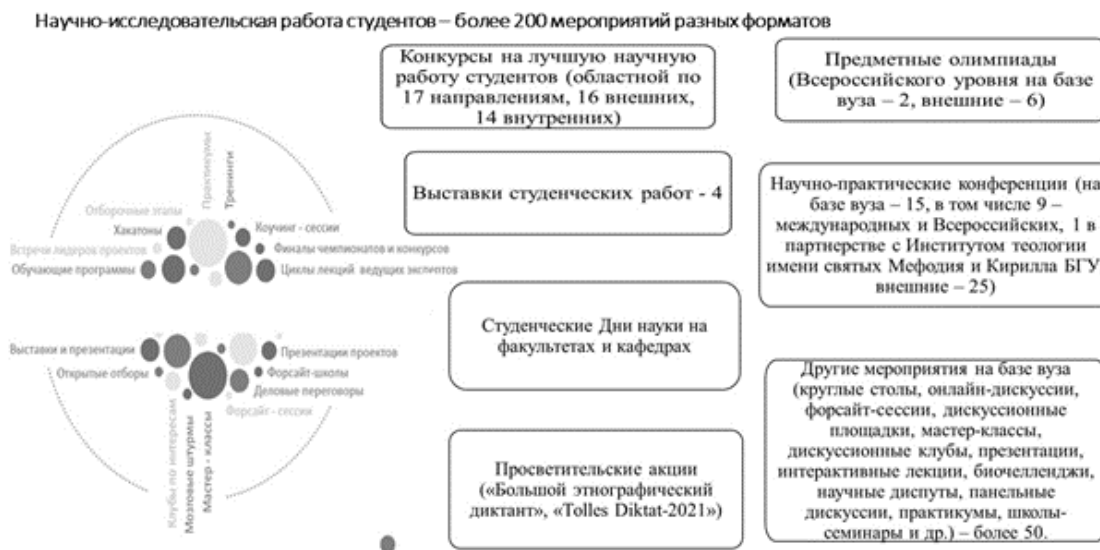 Научно-исследовательская работа студентов – более 200 мероприятий разных форматов
Практикумы
Тренинги
Отборочные этапы
Хакатоны
Встречи лидеров проектов
Обучающие программы
Коучинг - сессии
Финалы чемпионатов и конкурсов
Циклы лекций ведущих экспертов
Выставки и презентации
Открытые отборы
Презентации проектов
Форсайт-школы
Деловые переговоры
Форсайт - сессии
Клубы по интересам
Мозговые штурмы
Мастер - классы
Конкурсы на лучшую научную
работу студентов (областной по
17 направлениям, 16 внешних,
14 внутренних)
Выставки студенческих работ - 4
Студенческие Дни науки на
факультетах и кафедрах
Просветительские акции
(«Большой этнографический
диктант», «Tolles Diktat-2021»)
Предметные олимпиады
(Всероссийского уровня на базе
вуза – 2, внешние – 6)
Научно-практические конференции (на
базе вуза – 15, в том числе 9 –
международных и Всероссийских, 1 в
партнерстве с Институтом теологии
имени святых Мефодия и Кирилла БГУ,
внешние – 25)
Другие мероприятия на базе вуза
(круглые столы, онлайн-дискуссии,
форсайт-сессии, дискуссионные
площадки, мастер-классы,
дискуссионные клубы, презентации,
интерактивные лекции, биочелленджи,
научные диспуты, панельные
дискуссии, практикумы, школы-
семинары и др.) – более 50.